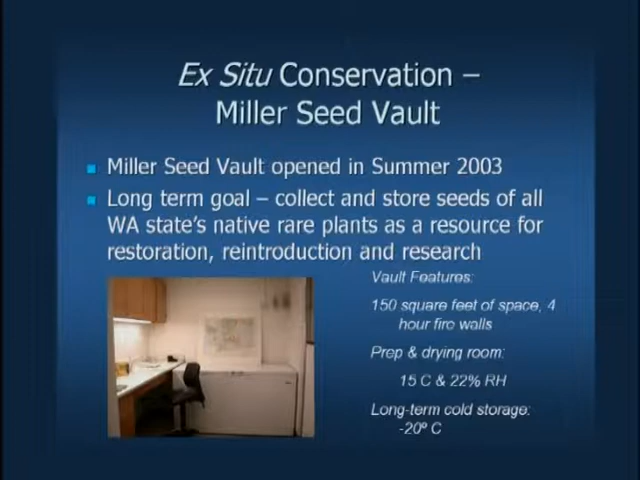 Ex Situ Conservation –
Miller Seed Vault
Miller Seed Vault opened in Summer 2003
Long term goal – collect and store seeds of all
WA state's native rare plants as a resource for
restoration, reintroduction and research
Vault Features:
150 square feet of space, 4
hour fire walls
Prep & drying room:
15 C & 22% RH
Long-term cold storage:
-20º C